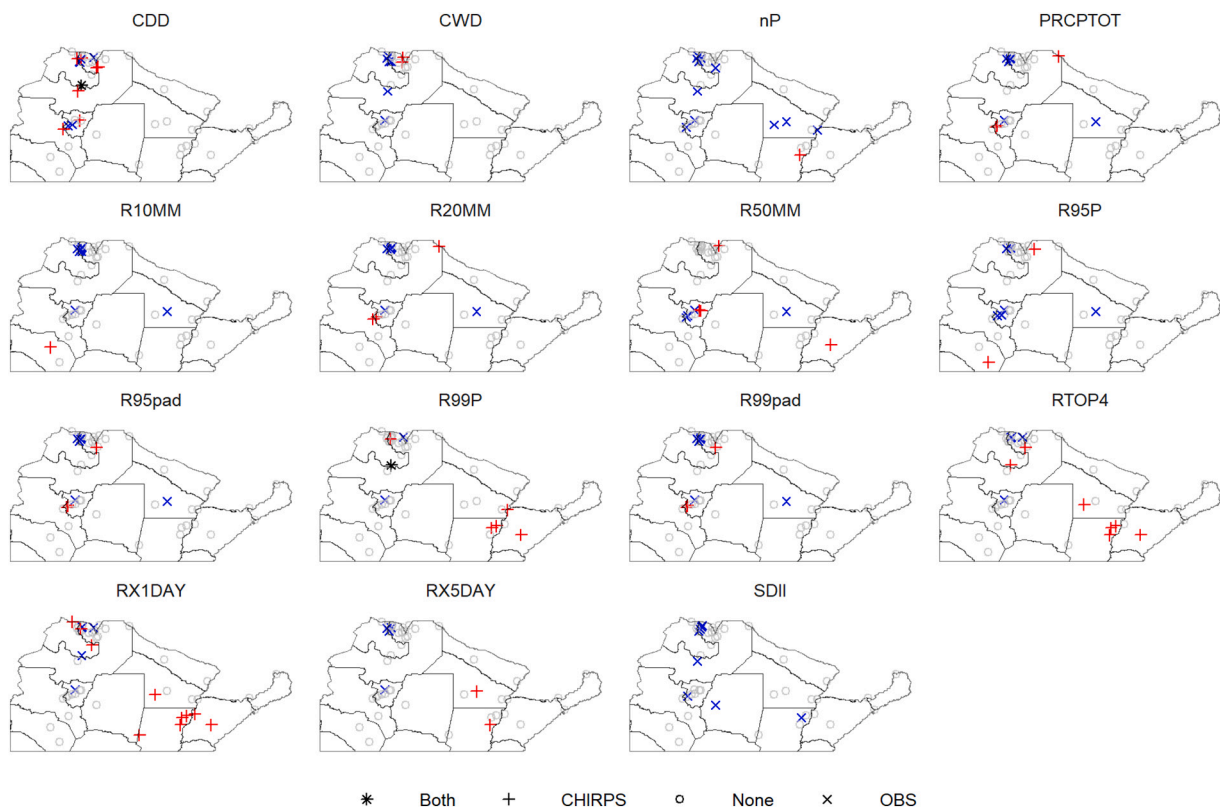 CDD CWD nP PRCPTOT
R10MM R20MM R50MM R95P
R95pad R99P R99pad RTOP4
RX1DAY RX5DAY SDII
Both CHIRPS None OBS